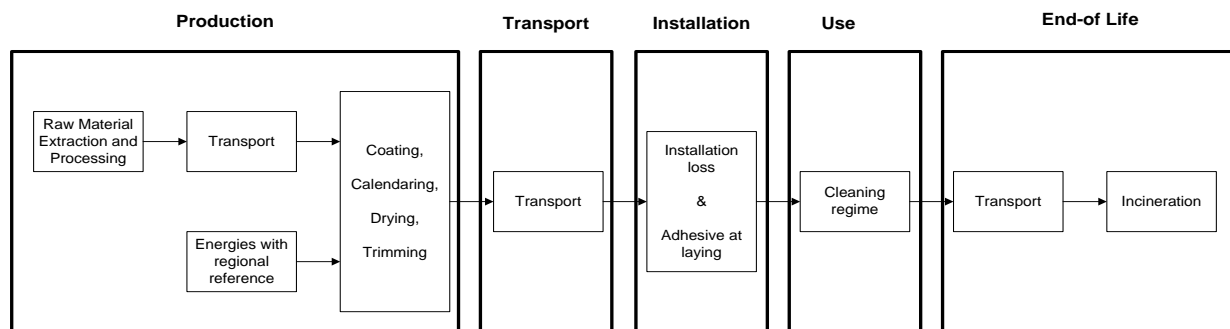 Production
Transport
Installation
Use
End-of Life
Raw Material
Extraction and
Processing
Transport
Energies with
regional
reference
Coating,
Calendaring,
Drying,
Trimming
Transport
Installation
loss
&
Adhesive at
laying
Cleaning
regime
Transport
Incineration